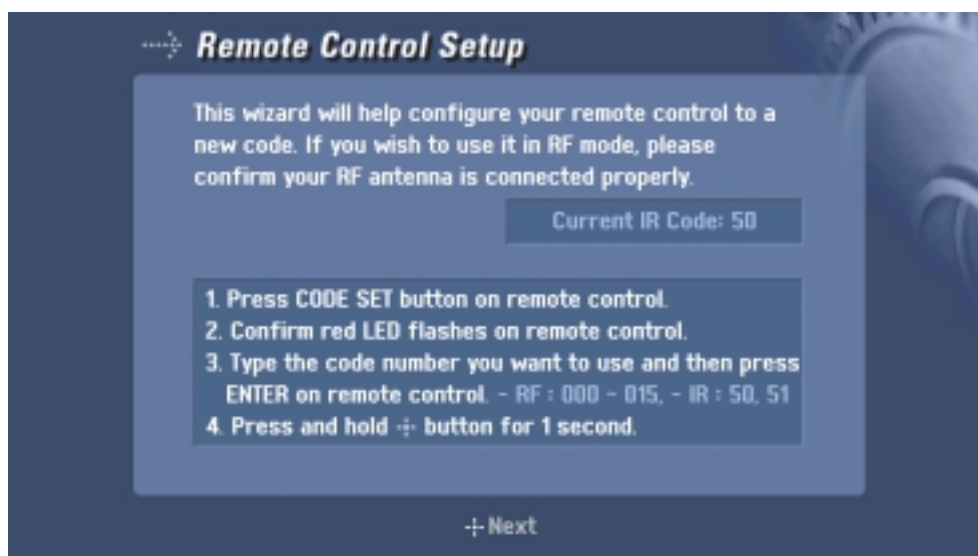 Remote Control Setup
This wizard will help configure your remote control to a
new code. If you wish to use it in RF mode, please
confirm your RF antenna is connected properly.
Current IR Code: 50
1. Press CODE SET button on remote control.
2. Confirm red LED flashes on remote control.
3. Type the code number you want to use and then press
ENTER on remote control. - RF : 000 ~ 015, - IR : 50, 51
4. Press and hold button for 1 second.
Next